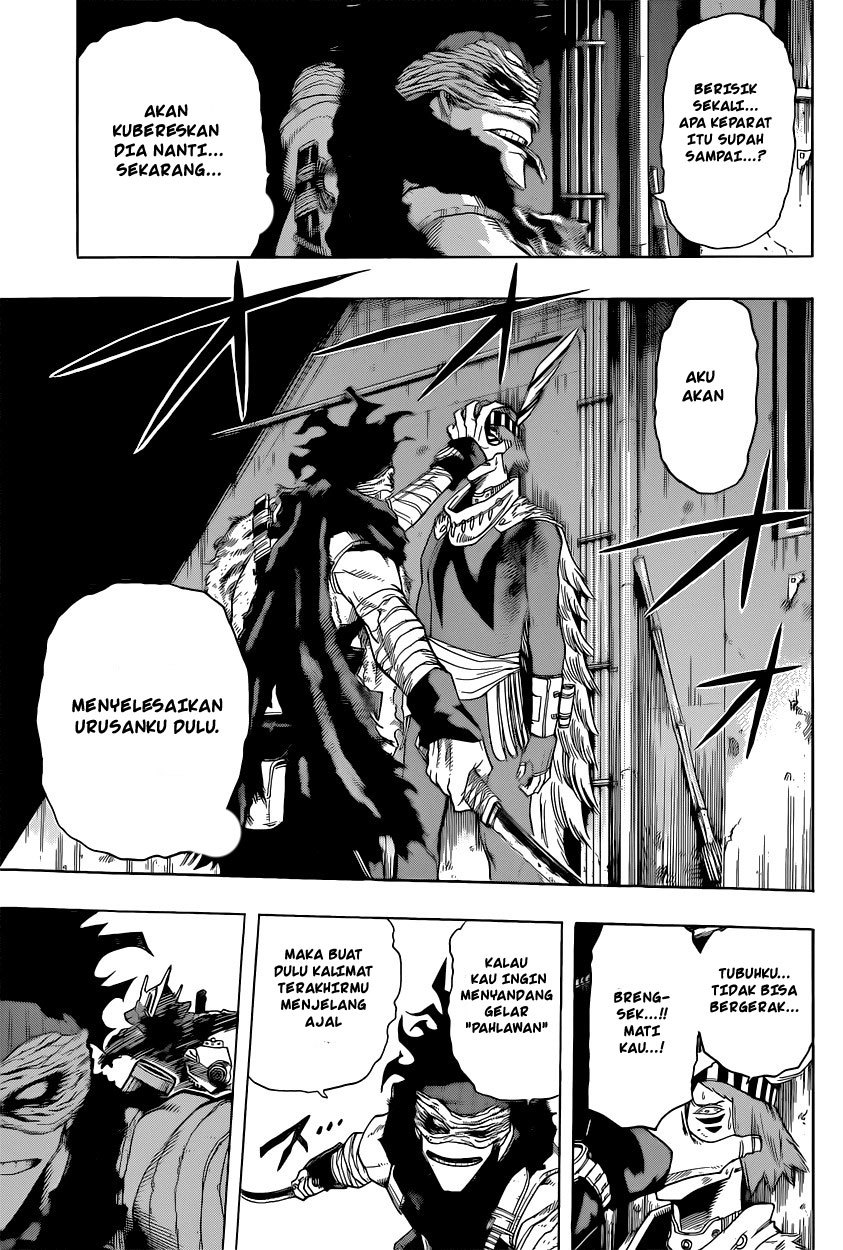 BERISIK
SEKALI...
APA KEPARAT
ITU SUDAH
SAMPAI...?
AKAN
KUBERESKAN
DIA NANTI...
SEKARANG...
AKU
AKAN
MENYELESAIKAN
URUSANKU DULU.
TUBUHKU...
TIDAK BISA
BERGERAK...
BRENG-
SEK...!!
MATI
KAU...!
KALAU
KAU INGIN
MENYANDANG
GELAR
"PAHLAWAN"
MAKA BUAT
DULU KALIMAT
TERAKHIRMU
MENJELANG
AJAL
ズ...